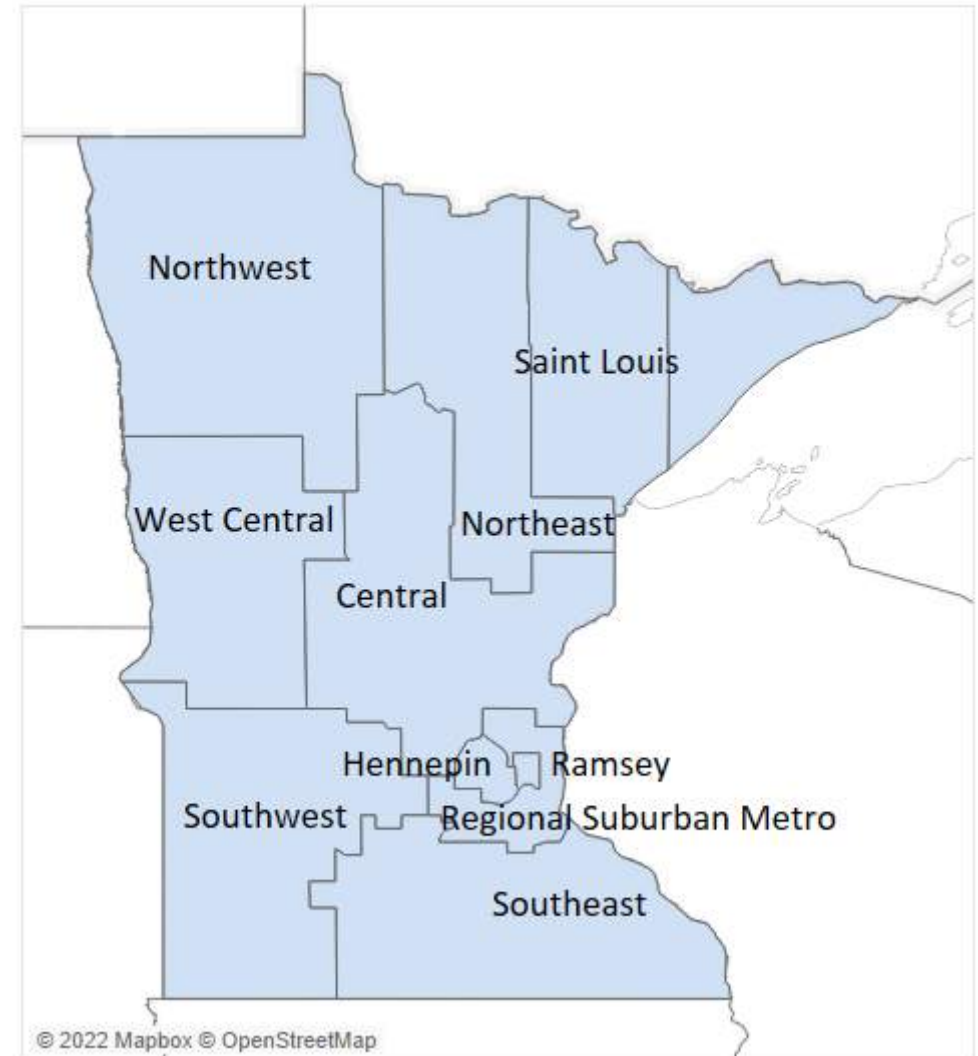 Northwest
Saint Louis
West Central
Northeast
Central
Hennepin
Ramsey
Southwest
Regional Suburban Metro
Southeast
© 2022 Mapbox © OpenStreetMap